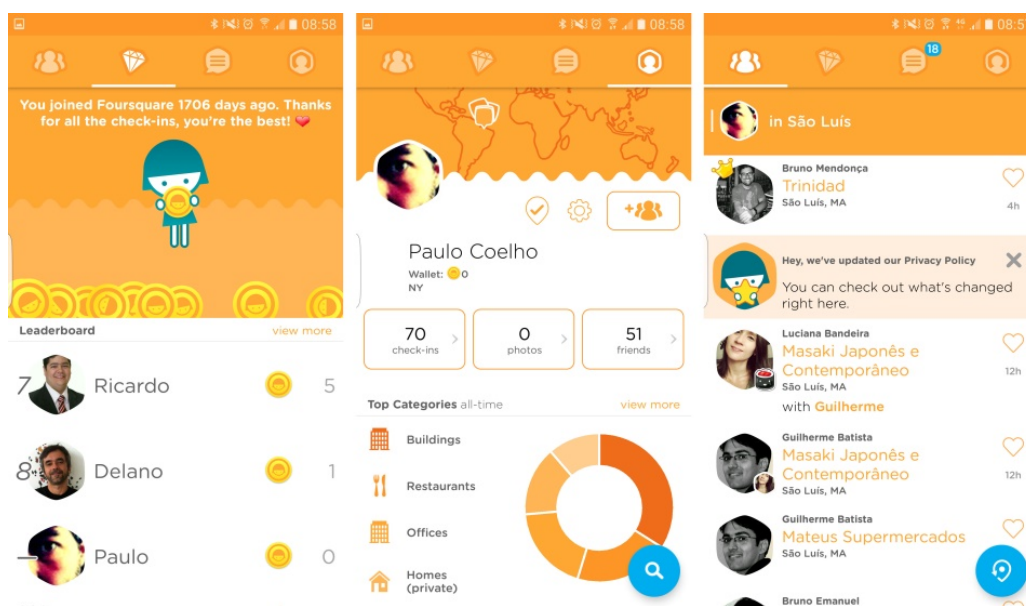 08:58
You joined Foursquare 1706 days ago. Thanks
for all the check-ins, you're the best! ❤
Leaderboard
view more
7
Ricardo
5
8
Delano
1
—
Paulo
0
08:58
Paulo Coelho
Wallet: 0
NY
70
check-ins
0
photos
51
friends
Top Categories all-time
view more
Buildings
Restaurants
Offices
Homes
(private)
4G
08:5
18
in São Luís
Bruno Mendonça
Trinidad
São Luís, MA
4h
Hey, we've updated our Privacy Policy
You can check out what's changed
right here.
Luciana Bandeira
Masaki Japonês e
Contemporâneo
12h
São Luís, MA
with Guilherme
Guilherme Batista
Masaki Japonês e
Contemporâneo
12h
São Luís, MA
Guilherme Batista
Mateus Supermercados
São Luís, MA
Bruno Emanuel